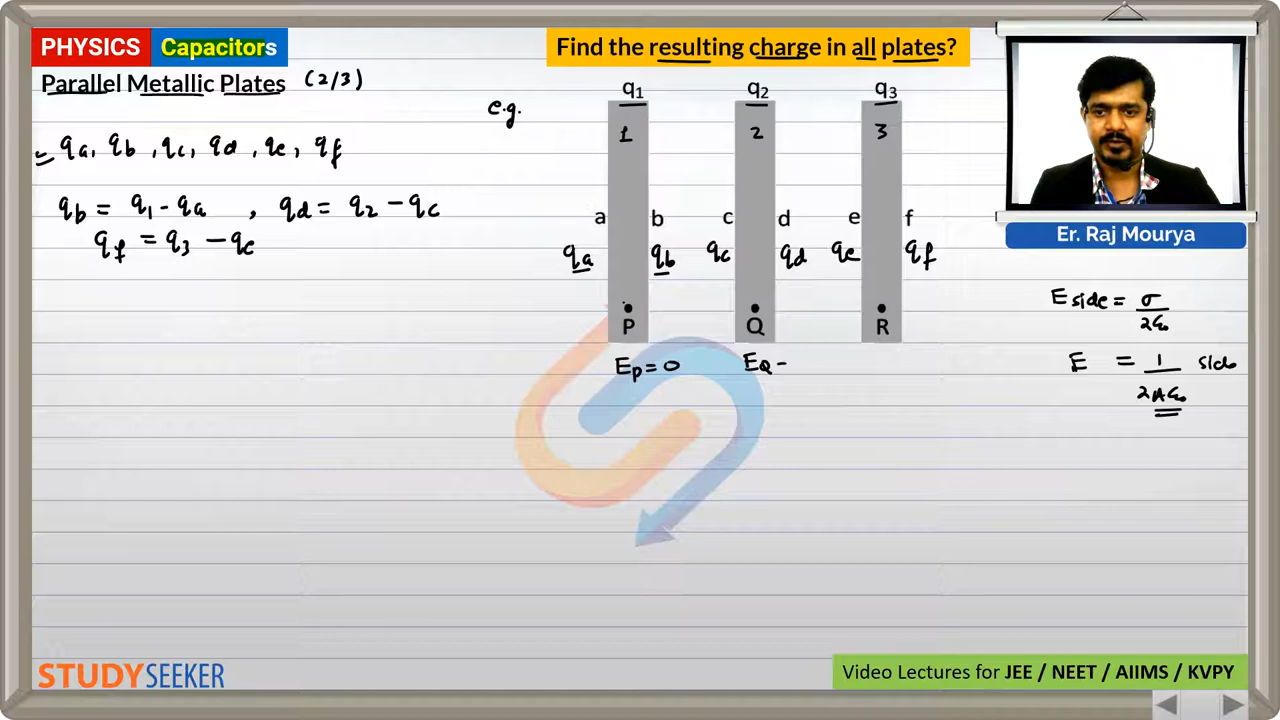 PHYSICS Capacitors
Find the resulting charge in all plates?
Parallel Metallic Plates (2/3)
e.g.
q1 q2 q3
1 2 3
qa, qb, qc, qd, qe, qf
qb = q1 - qa , qd = q2 - qc
qf = q3 - qe
a b c d e f
qa qb qc qd qe qf
P Q R
Ep = 0 EQ -
Er. Raj Mourya
E side = σ
2ε0
E = 1 side
2Aε0
STUDYSEEKER
Video Lectures for JEE / NEET / AIIMS / KVPY